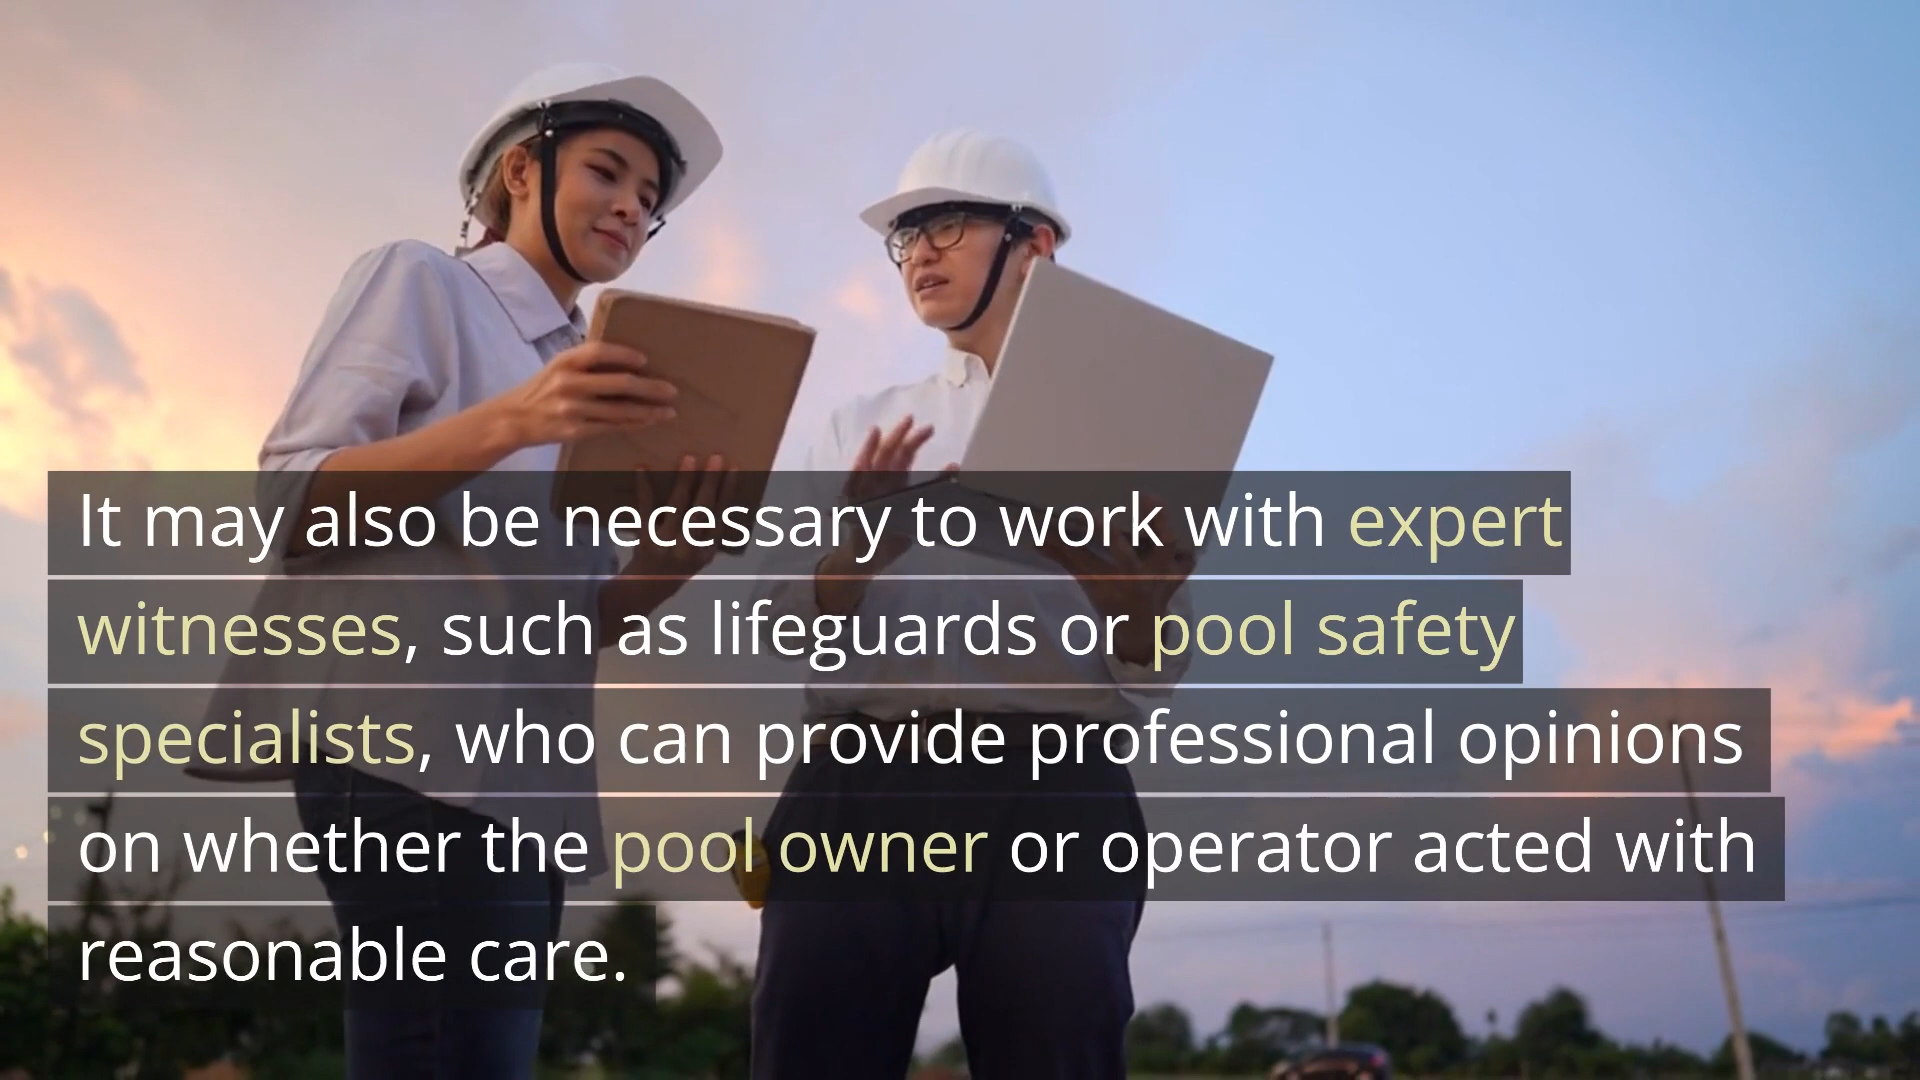 It may also be necessary to work with expert
witnesses, such as lifeguards or pool safety
specialists, who can provide professional opinions
on whether the pool owner or operator acted with
reasonable care.